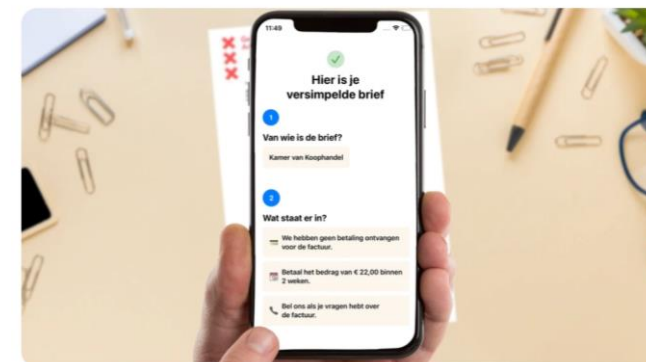 11:49
Hier is je
versimpelde brief
1
Van wie is de brief?
Kamer van Koophandel
2
Wat staat er in?
We hebben geen betaling ontvangen
voor de factuur.
Betaal het bedrag van € 22,00 binnen
2 weken.
Bel ons als je vragen hebt over
de factuur.